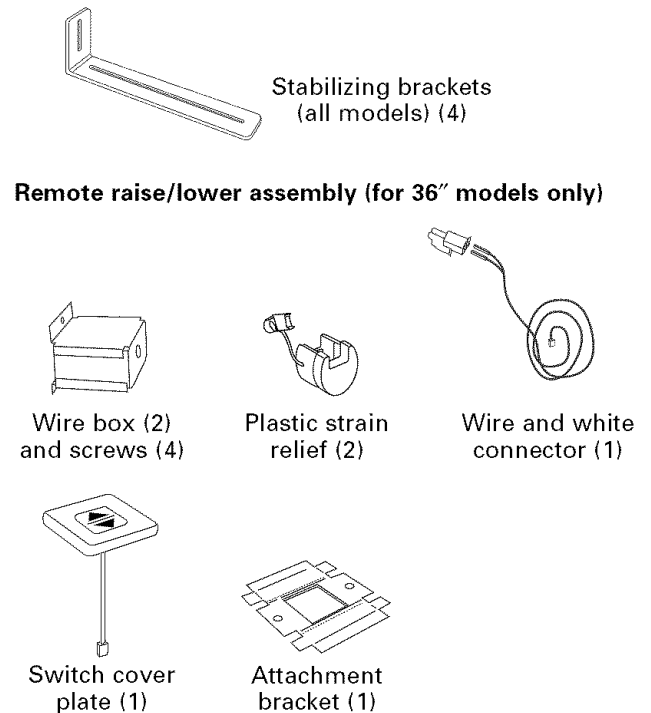 Stabilizing brackets
(all models) (4)
Remote raise/lower assembly (for 36″ models only)
Wire box (2)
and screws (4)
Plastic strain
relief (2)
Wire and white
connector (1)
Switch cover
plate (1)
Attachment
bracket (1)